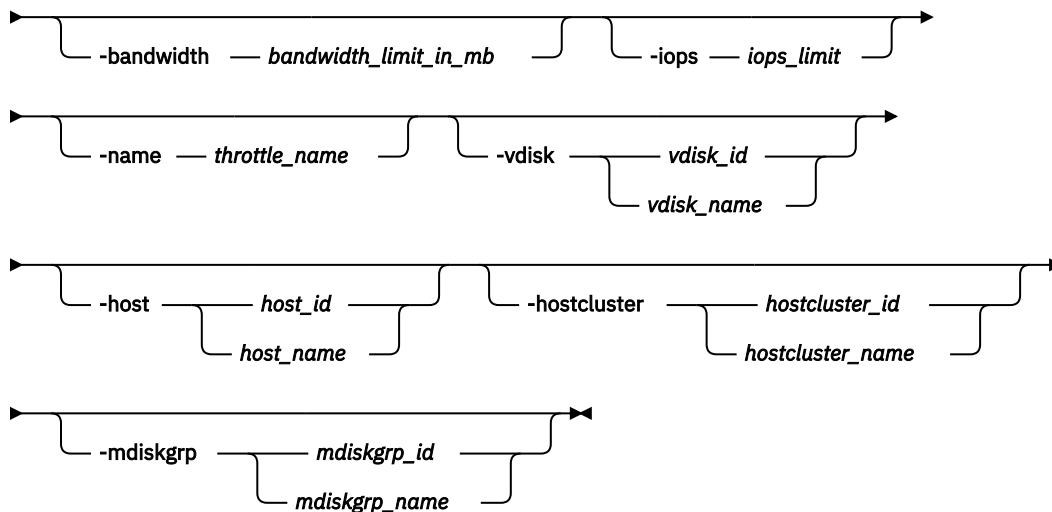 -bandwidth bandwidth_limit_in_mb -iops iops_limit
-name throttle_name -vdisk vdisk_id
vdisk_name
-host host_id -hostcluster hostcluster_id
host_name hostcluster_name
-mdiskgrp mdiskgrp_id
mdiskgrp_name